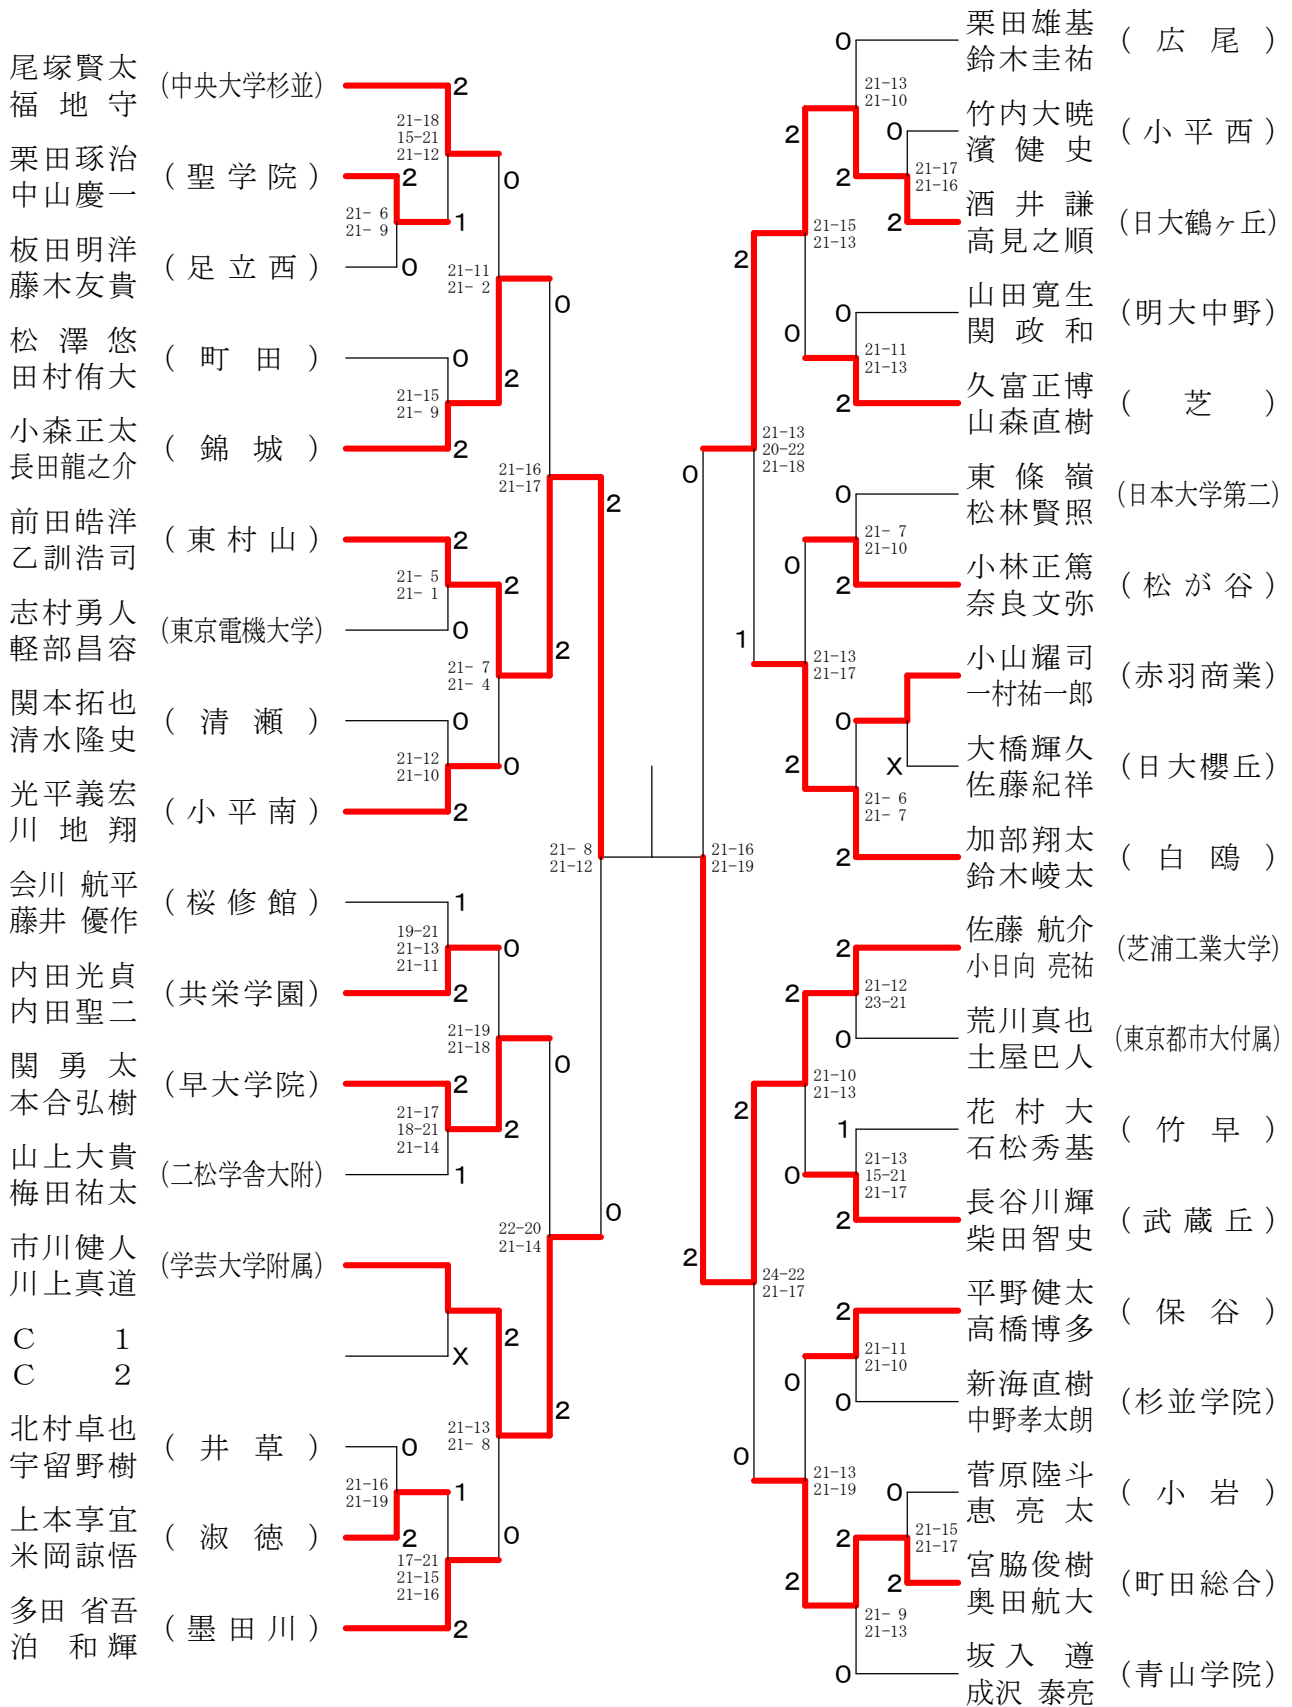 尾塚賢太
福地守
(中央大学杉並)
2
21-18
15-21
21-12
0
栗田琢治
中山慶一
(聖学院)
2
21- 6
21- 9
1
板田明洋
藤木友貴
(足立西)
0
21-11
21- 2
0
松澤悠
田村侑大
(町田)
0
21-15
21- 9
2
小森正太
長田龍之介
(錦城)
2
21-16
21-17
2
前田皓洋
乙訓浩司
(東村山)
2
21- 5
21- 1
2
志村勇人
軽部昌容
(東京電機大学)
0
21- 7
21- 4
2
関本拓也
清水隆史
(清瀬)
0
21-12
21-10
0
光平義宏
川地翔
(小平南)
2
21- 8
21-12
会川 航平
藤井 優作
(桜修館)
1
19-21
21-13
21-11
0
内田光貞
内田聖二
(共栄学園)
2
21-19
21-18
0
関勇太
本合弘樹
(早大学院)
2
21-17
18-21
21-14
2
山上大貴
梅田祐太
(二松学舎大附)
1
22-20
21-14
0
市川健人
川上真道
(学芸大学附属)
2
C 1
C 2
X
21-13
21- 8
2
北村卓也
宇留野樹
(井草)
0
21-16
21-19
1
上本享宜
米岡諒悟
(淑徳)
2
17-21
21-15
21-16
0
多田 省吾
泊 和輝
(墨田川)
2
栗田雄基
鈴木圭祐
(広尾)
0
21-13
21-10
2
竹内大暁
濱健史
(小平西)
0
21-17
21-16
2
酒井謙
高見之順
(日大鶴ヶ丘)
2
21-15
21-13
2
山田寛生
関政和
(明大中野)
0
21-11
21-13
0
久富正博
山森直樹
(芝)
2
21-13
20-22
21-18
0
東條嶺
松林賢照
(日本大学第二)
0
21- 7
21-10
0
小林正篤
奈良文弥
(松が谷)
2
21-13
21-17
1
小山耀司
一村祐一郎
(赤羽商業)
0
大橋輝久
佐藤紀祥
(日大櫻丘)
X
21- 6
21- 7
2
加部翔太
鈴木崚太
(白鴎)
2
21-16
21-19
佐藤 航介
小日向 亮祐
(芝浦工業大学)
2
21-12
23-21
2
荒川真也
土屋巴人
(東京都市大付属)
0
21-10
21-13
2
花村大
石松秀基
(竹早)
1
21-13
15-21
21-17
0
長谷川輝
柴田智史
(武蔵丘)
2
24-22
21-17
2
平野健太
高橋博多
(保谷)
2
21-11
21-10
0
新海直樹
中野孝太朗
(杉並学院)
0
21-13
21-19
0
菅原陸斗
恵亮太
(小岩)
0
21-15
21-17
2
宮脇俊樹
奥田航大
(町田総合)
2
21- 9
21-13
2
坂入遵
成沢 泰亮
(青山学院)
0